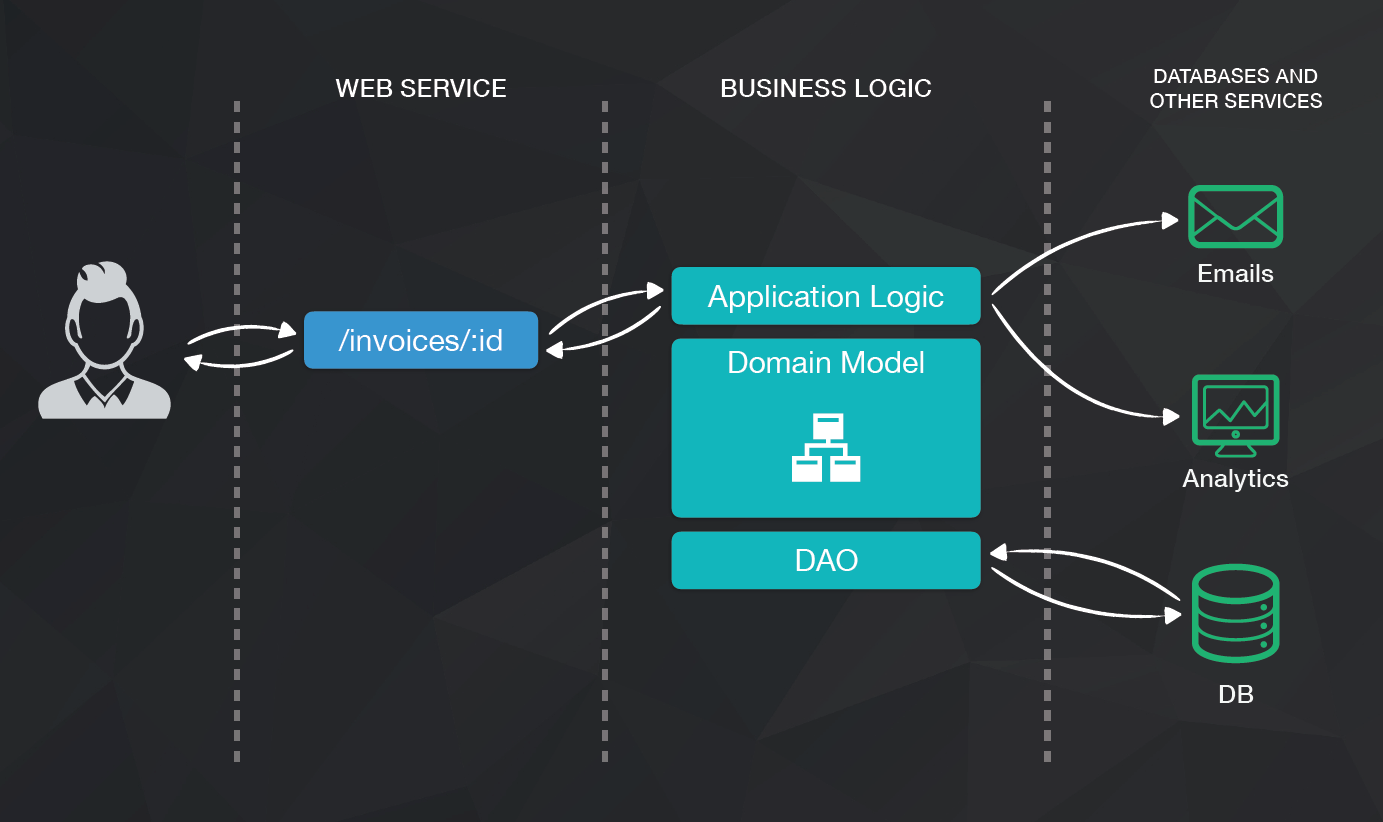 WEB SERVICE
BUSINESS LOGIC
DATABASES AND
OTHER SERVICES
/invoices/:id
Application Logic
Domain Model
DAO
Emails
Analytics
DB